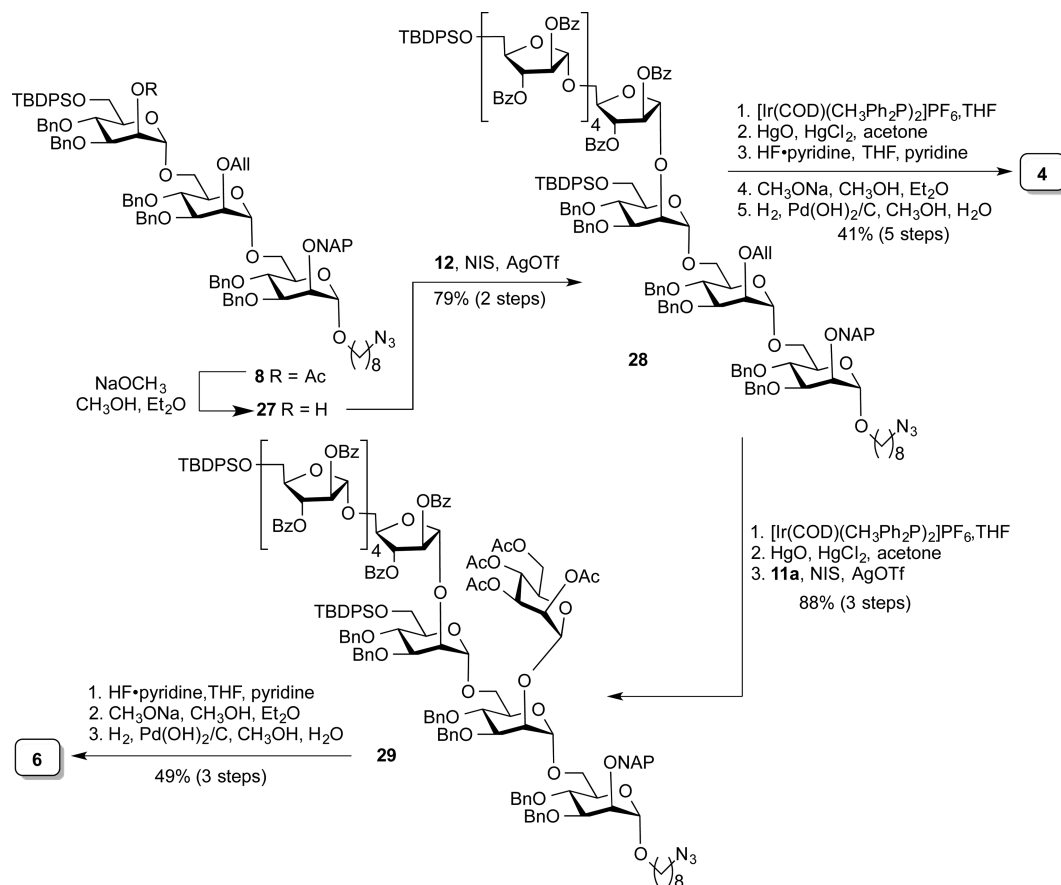 TBDPSO
O
OBz
BzO
O
4
O
OBz
BzO
O
TBDPSO
BnO
BnO
O
O
OAll
BnO
BnO
O
O
ONAP
BnO
BnO
O
O
N3
8
28
OR
TBDPSO
BnO
BnO
O
O
OAll
BnO
BnO
O
O
ONAP
BnO
BnO
O
O
N3
8
8 R = Ac
NaOCH3
CH3OH, Et2O
27 R = H
12, NIS, AgOTf
79% (2 steps)
1. [Ir(COD)(CH3Ph2P)2]PF6,THF
2. HgO, HgCl2, acetone
3. HF•pyridine, THF, pyridine
4. CH3ONa, CH3OH, Et2O
5. H2, Pd(OH)2/C, CH3OH, H2O
41% (5 steps)
4
1. [Ir(COD)(CH3Ph2P)2]PF6,THF
2. HgO, HgCl2, acetone
3. 11a, NIS, AgOTf
88% (3 steps)
TBDPSO
O
OBz
BzO
O
4
O
OBz
BzO
O
AcO
AcO
AcO
OAc
O
TBDPSO
BnO
BnO
O
O
O
BnO
BnO
O
O
ONAP
BnO
BnO
O
O
N3
8
29
1. HF•pyridine,THF, pyridine
2. CH3ONa, CH3OH, Et2O
3. H2, Pd(OH)2/C, CH3OH, H2O
49% (3 steps)
6